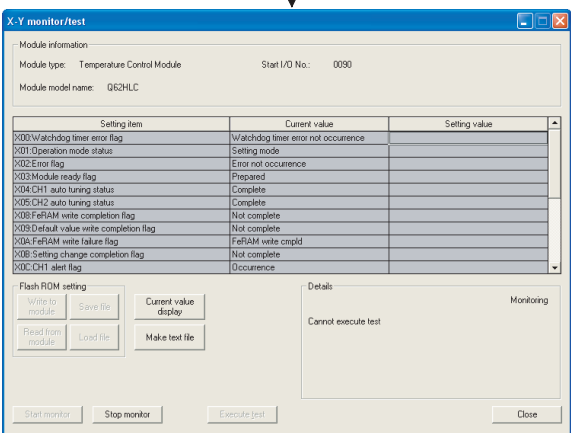 X-Y monitor/test
Module information
Module type: Temperature Control Module Start I/O No.: 0090
Module model name: Q62HLC
Setting item Current value Setting value
X00:Watchdog timer error flag Watchdog timer error not occurrence
X01:Operation mode status Setting mode
X02:Error flag Error not occurrence
X03:Module ready flag Prepared
X04:CH1 auto tuning status Complete
X05:CH2 auto tuning status Complete
X08:FeRAM write completion flag Not complete
X09:Default value write completion flag Not complete
X0A:FeRAM write failure flag FeRAM write cmpld
X0B:Setting change completion flag Not complete
X0C:CH1 alert flag Occurrence
Flash ROM setting
Write to module
Save file
Current value display
Read from module
Load file
Make text file
Details
Monitoring
Cannot execute test
Start monitor
Stop monitor
Execute test
Close